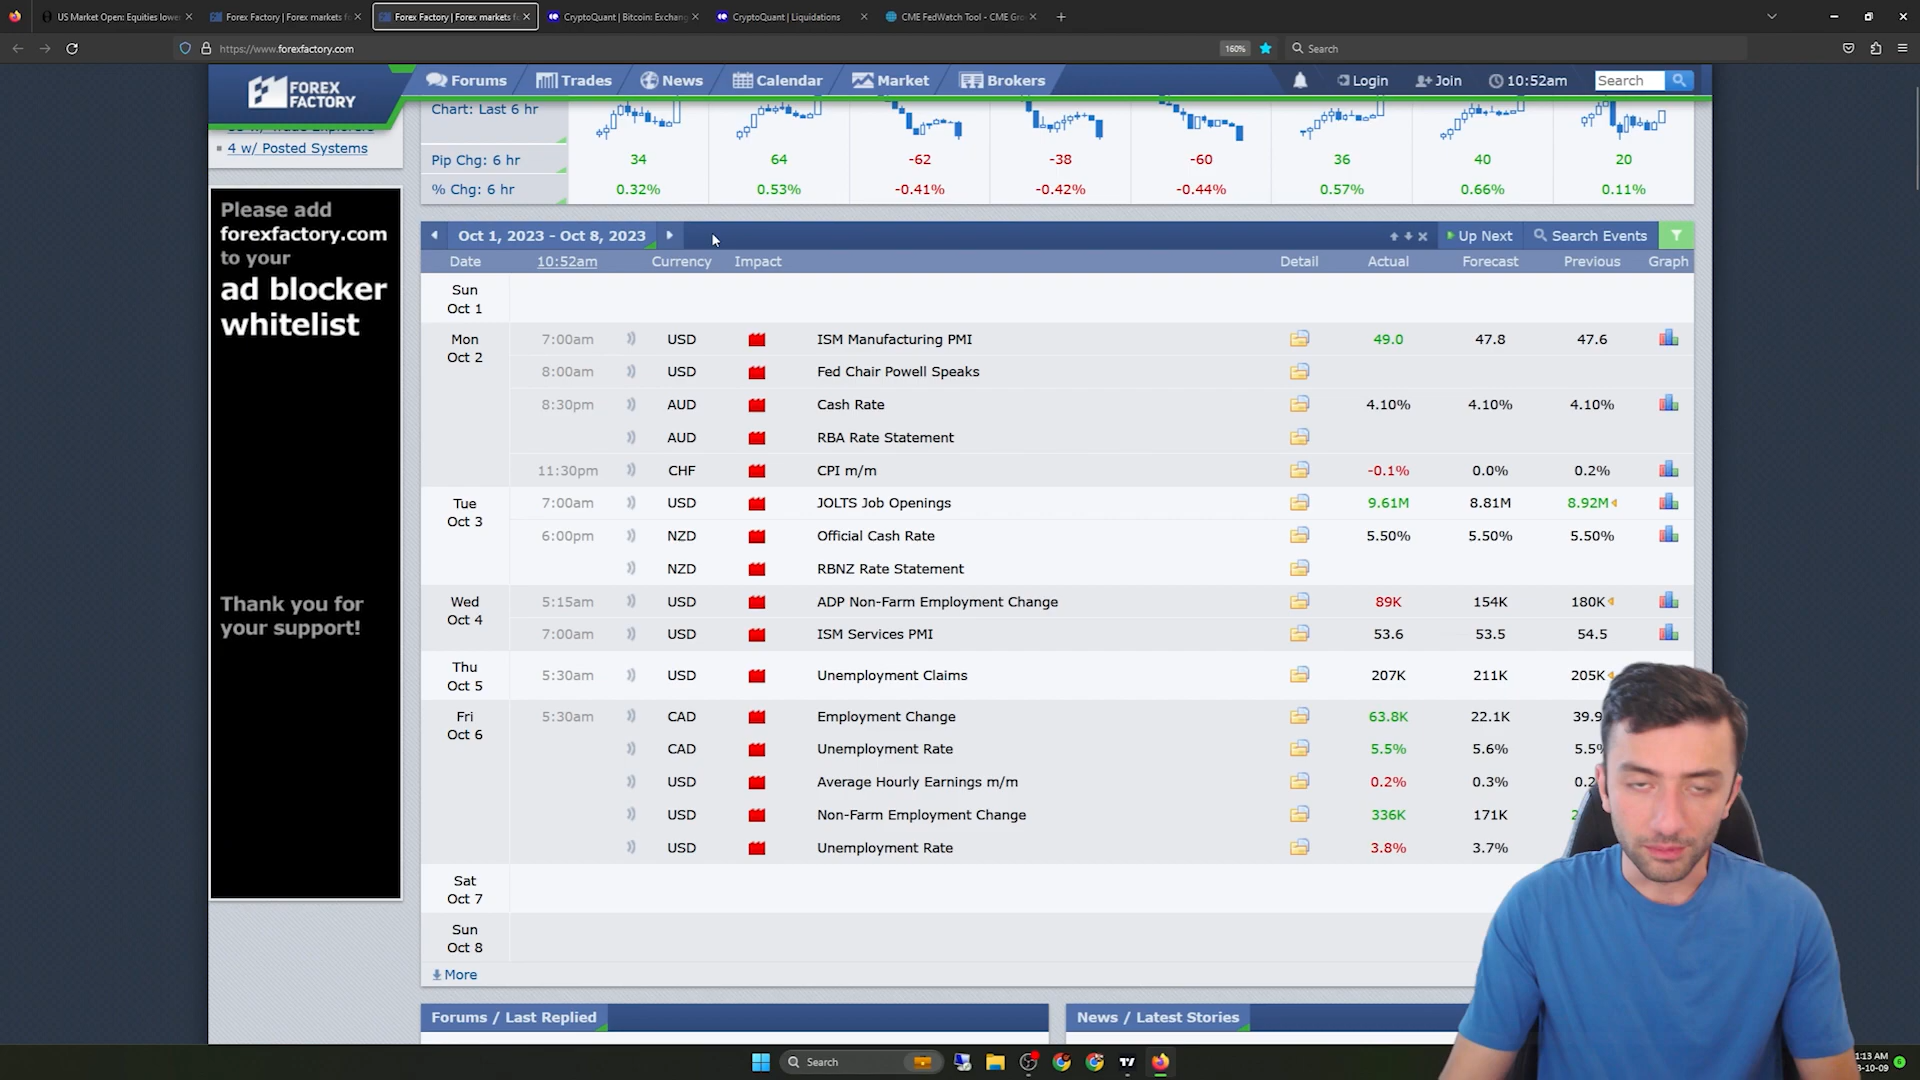 US Market Open: Equities lower
Forex Factory | Forex markets f
Forex Factory | Forex markets f
CryptoQuant | Bitcoin: Exchang
CryptoQuant | Liquidations
CME FedWatch Tool - CME Gro
https://www.forexfactory.com
160%
Search
FOREX FACTORY
Forums
Trades
News
Calendar
Market
Brokers
Login
Join
10:52am
Search
4 w/ Posted Systems
Please add
forexfactory.com
to your
ad blocker
whitelist
Thank you for
your support!
Chart: Last 6 hr
Pip Chg: 6 hr 34 64 -62 -38 -60 36 40 20
% Chg: 6 hr 0.32% 0.53% -0.41% -0.42% -0.44% 0.57% 0.66% 0.11%
Oct 1, 2023 - Oct 8, 2023 Up Next Search Events
Date 10:52am Currency Impact Detail Actual Forecast Previous Graph
Sun
Oct 1
Mon
Oct 2
7:00am USD ISM Manufacturing PMI 49.0 47.8 47.6
8:00am USD Fed Chair Powell Speaks
8:30pm AUD Cash Rate 4.10% 4.10% 4.10%
AUD RBA Rate Statement
11:30pm CHF CPI m/m -0.1% 0.0% 0.2%
Tue
Oct 3
7:00am USD JOLTS Job Openings 9.61M 8.81M 8.92M
6:00pm NZD Official Cash Rate 5.50% 5.50% 5.50%
NZD RBNZ Rate Statement
Wed
Oct 4
5:15am USD ADP Non-Farm Employment Change 89K 154K 180K
7:00am USD ISM Services PMI 53.6 53.5 54.5
Thu
Oct 5
5:30am USD Unemployment Claims 207K 211K 205K
Fri
Oct 6
5:30am CAD Employment Change 63.8K 22.1K 39.9
CAD Unemployment Rate 5.5% 5.6% 5.5%
USD Average Hourly Earnings m/m 0.2% 0.3% 0.2
USD Non-Farm Employment Change 336K 171K
USD Unemployment Rate 3.8% 3.7%
Sat
Oct 7
Sun
Oct 8
More
Forums / Last Replied
News / Latest Stories
Search
1:13 AM
3-10-09